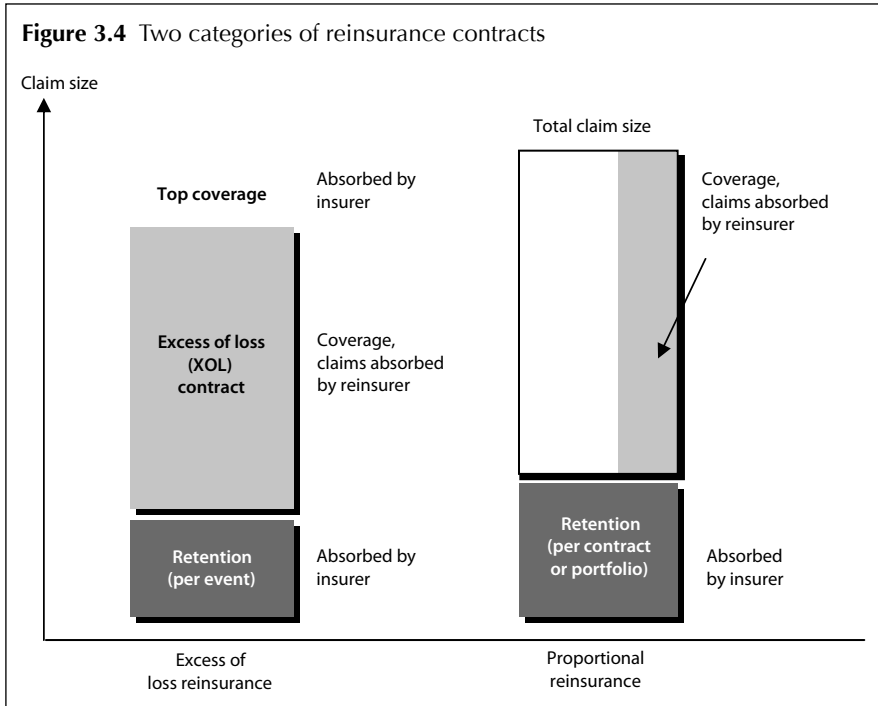 Figure 3.4 Two categories of reinsurance contracts
Claim size
Top coverage
Absorbed by
insurer
Excess of loss
(XOL)
contract
Coverage,
claims absorbed
by reinsurer
Retention
(per event)
Absorbed by
insurer
Excess of
loss reinsurance
Total claim size
Coverage,
claims absorbed
by reinsurer
Retention
(per contract
or portfolio)
Absorbed
by insurer
Proportional
reinsurance